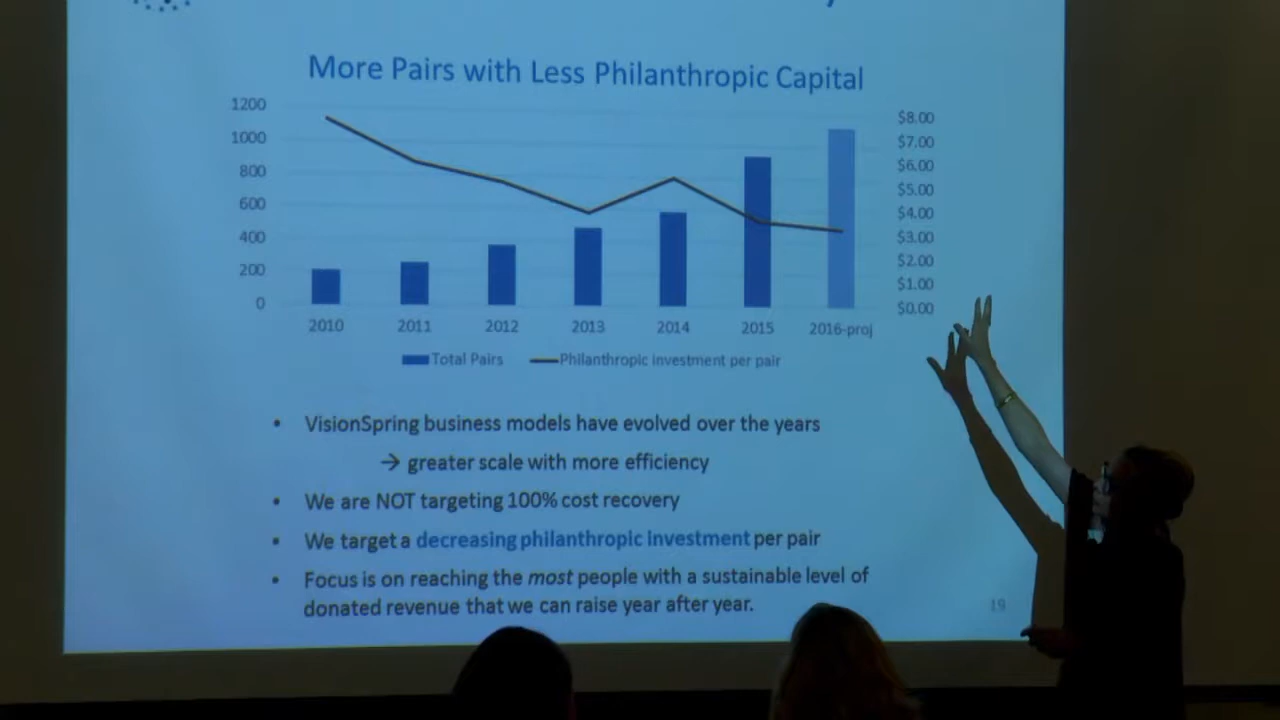 More Pairs with Less Philanthropic Capital
1200
1000
800
600
400
200
0
$8.00
$7.00
$6.00
$5.00
$4.00
$3.00
$2.00
$1.00
$0.00
2010 2011 2012 2013 2014 2015 2016-proj
Total Pairs Philanthropic investment per pair
• VisionSpring business models have evolved over the years
→ greater scale with more efficiency
• We are NOT targeting 100% cost recovery
• We target a decreasing philanthropic investment per pair
• Focus is on reaching the most people with a sustainable level of
donated revenue that we can raise year after year.
19